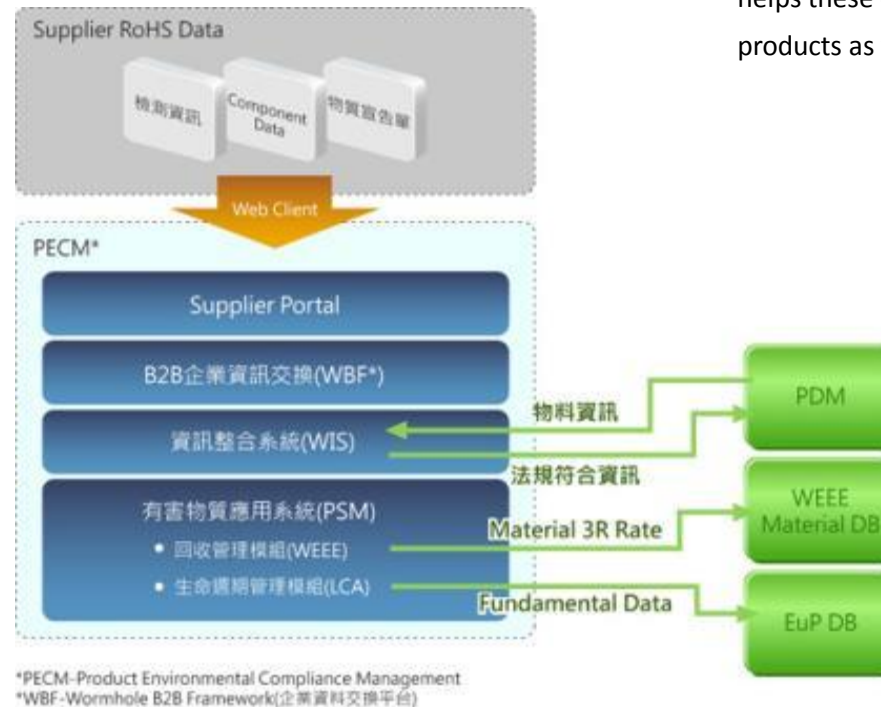 helps these
products as
Supplier RoHS Data
檢測資訊
Component
Data
物質宣告單
Web Client
PECM*
Supplier Portal
B2B企業資訊交換(WBF*)
資訊整合系統(WIS)
有害物質應用系統(PSM)
• 回收管理模組(WEEE)
• 生命週期管理模組(LCA)
物料資訊
法規符合資訊
Material 3R Rate
Fundamental Data
PDM
WEEE
Material DB
EuP DB
*PECM-Product Environmental Compliance Management
*WBF-Wormhole B2B Framework(企業資料交換平台)